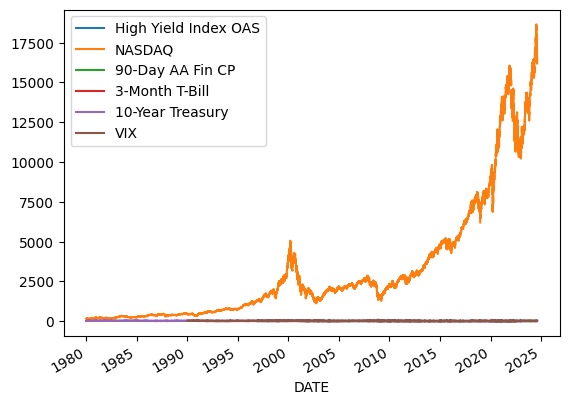 High Yield Index OAS
NASDAQ
90-Day AA Fin CP
3-Month T-Bill
10-Year Treasury
VIX
17500
15000
12500
10000
7500
5000
2500
0
1980
1985
1990
1995
2000
2005
2010
2015
2020
2025
DATE